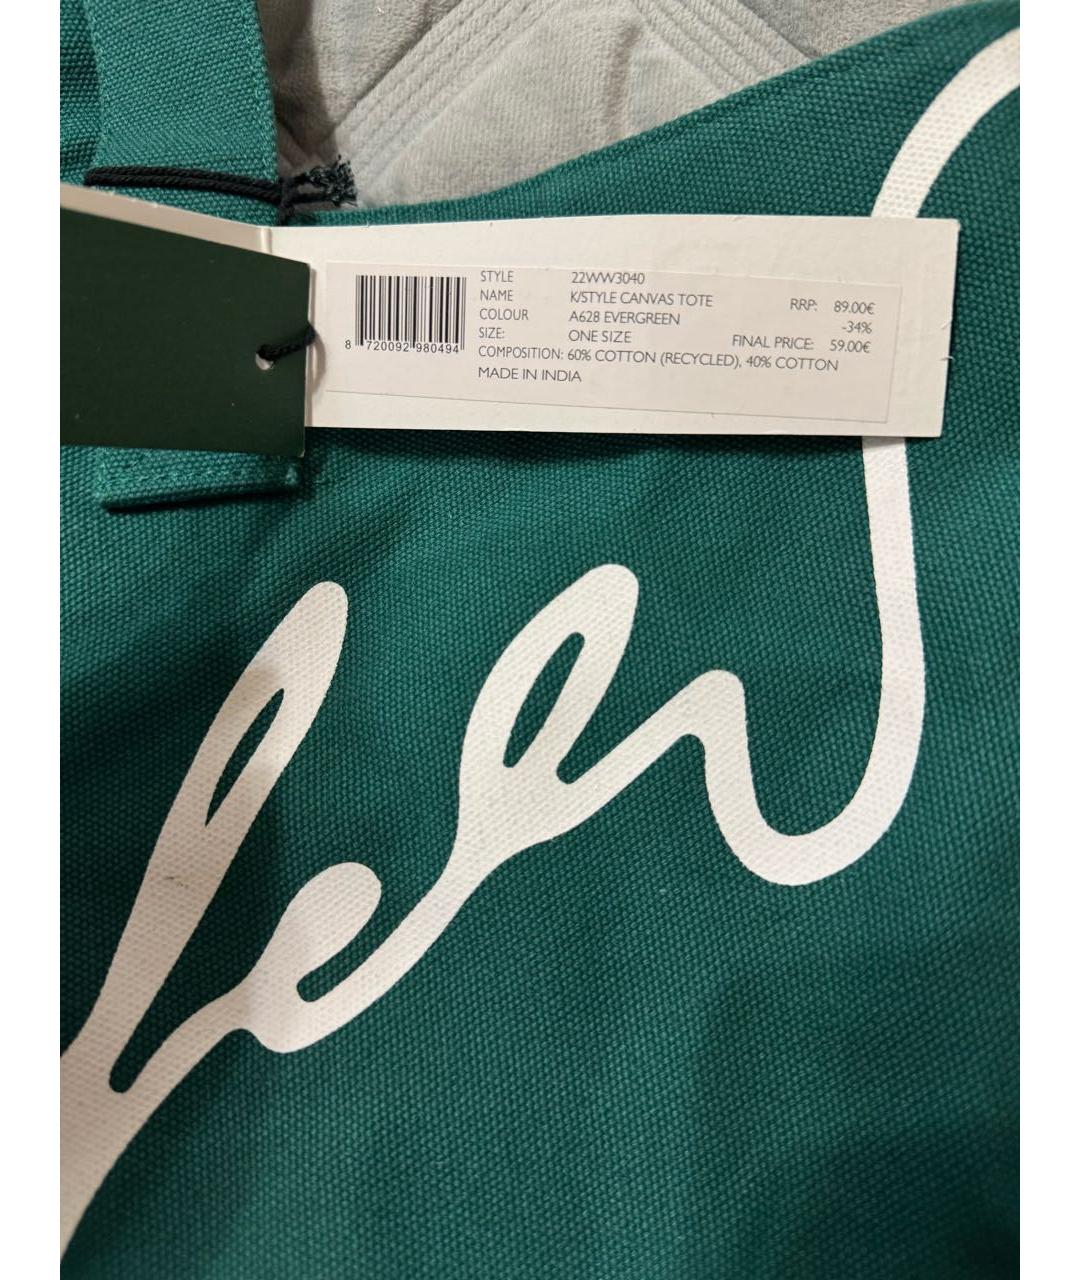 STYLE 22WW3040
NAME K/STYLE CANVAS TOTE
COLOUR A628 EVERGREEN
SIZE: ONE SIZE
COMPOSITION: 60% COTTON (RECYCLED), 40% COTTON
MADE IN INDIA
RRP: 89.00€
-34%
FINAL PRICE: 59.00€
8 720092 980494